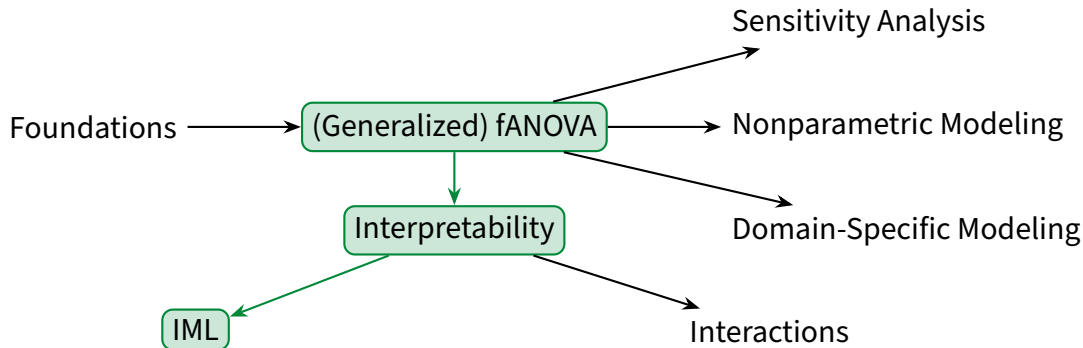 Sensitivity Analysis
Foundations
(Generalized) fANOVA
Nonparametric Modeling
Interpretability
Domain-Specific Modeling
IML
Interactions